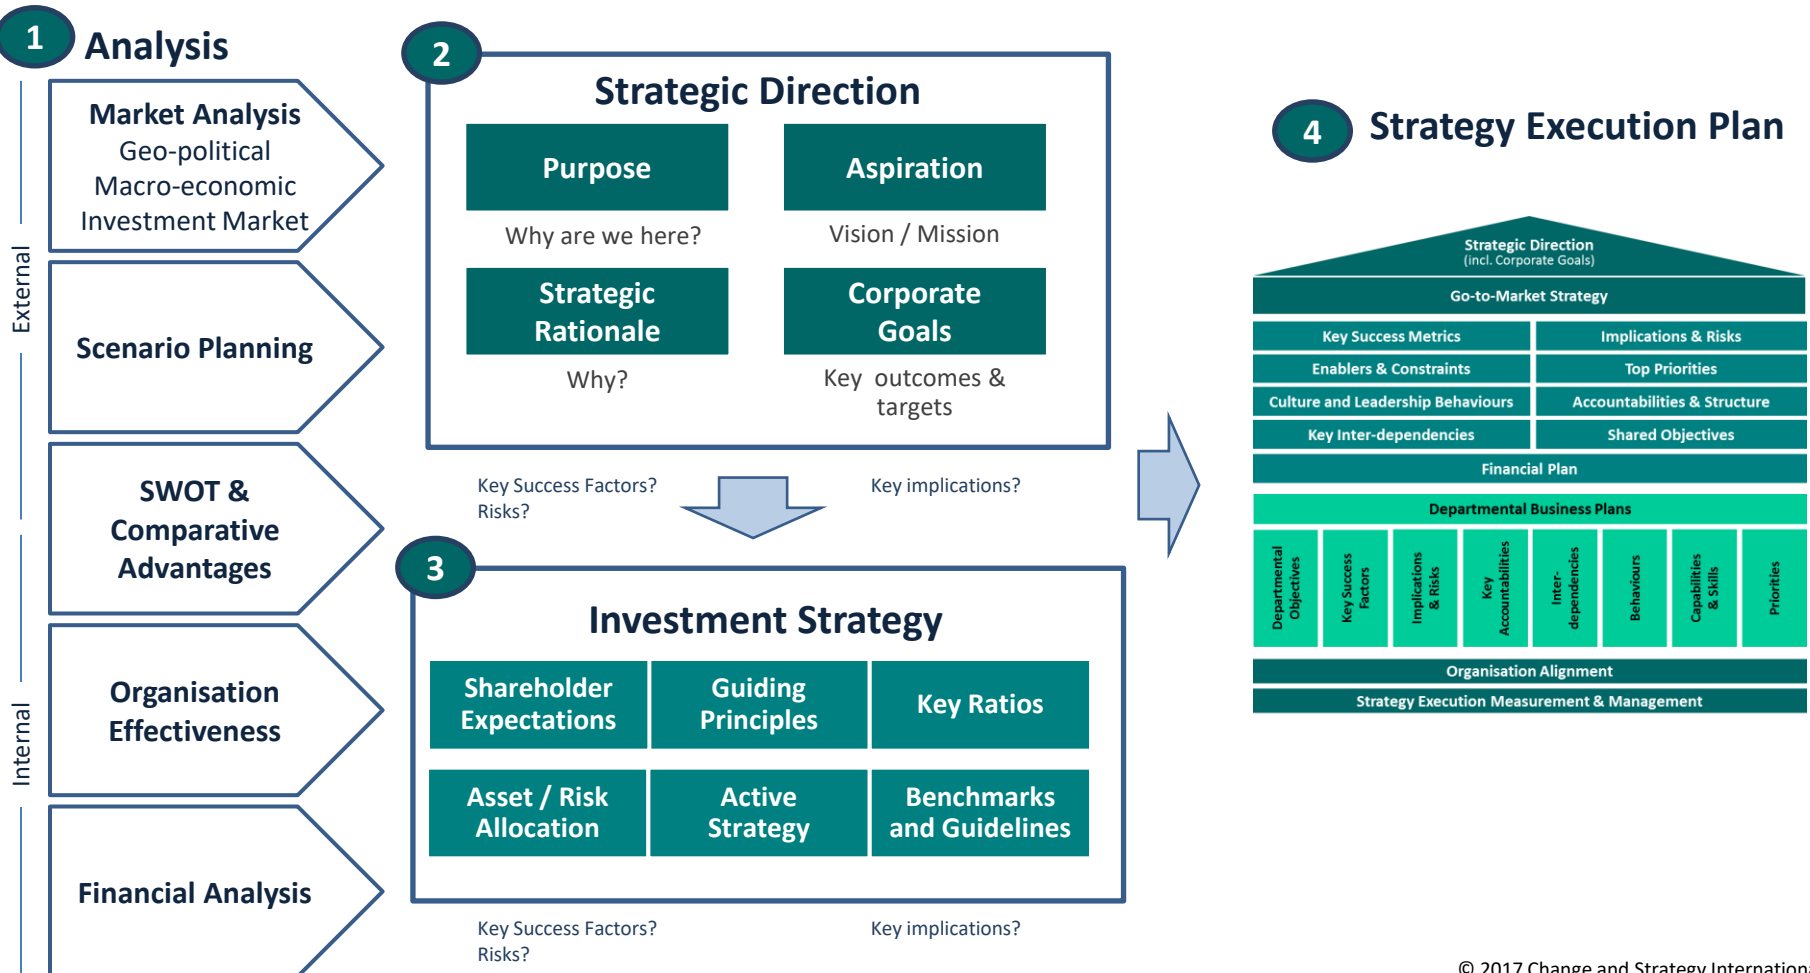 1
Analysis
External
Internal
Market Analysis
Geo-political
Macro-economic
Investment Market
Scenario Planning
SWOT &
Comparative
Advantages
Organisation
Effectiveness
Financial Analysis
2
Strategic Direction
Purpose
Why are we here?
Aspiration
Vision / Mission
Strategic
Rationale
Why?
Corporate
Goals
Key outcomes &
targets
Key Success Factors?
Risks?
Key implications?
3
Investment Strategy
Shareholder
Expectations
Guiding
Principles
Key Ratios
Asset / Risk
Allocation
Active
Strategy
Benchmarks
and Guidelines
Key Success Factors?
Risks?
Key implications?
4
Strategy Execution Plan
Strategic Direction
(incl. Corporate Goals)
Go-to-Market Strategy
Key Success Metrics
Implications & Risks
Enablers & Constraints
Top Priorities
Culture and Leadership Behaviours
Accountabilities & Structure
Key Inter-dependencies
Shared Objectives
Financial Plan
Departmental Business Plans
Departmental
Objectives
Key Success
Factors
Implications
& Risks
Key
Accountabilities
Inter-
dependencies
Behaviours
Capabilities
& Skills
Priorities
Organisation Alignment
Strategy Execution Measurement & Management
© 2017 Change and Strategy Internationa